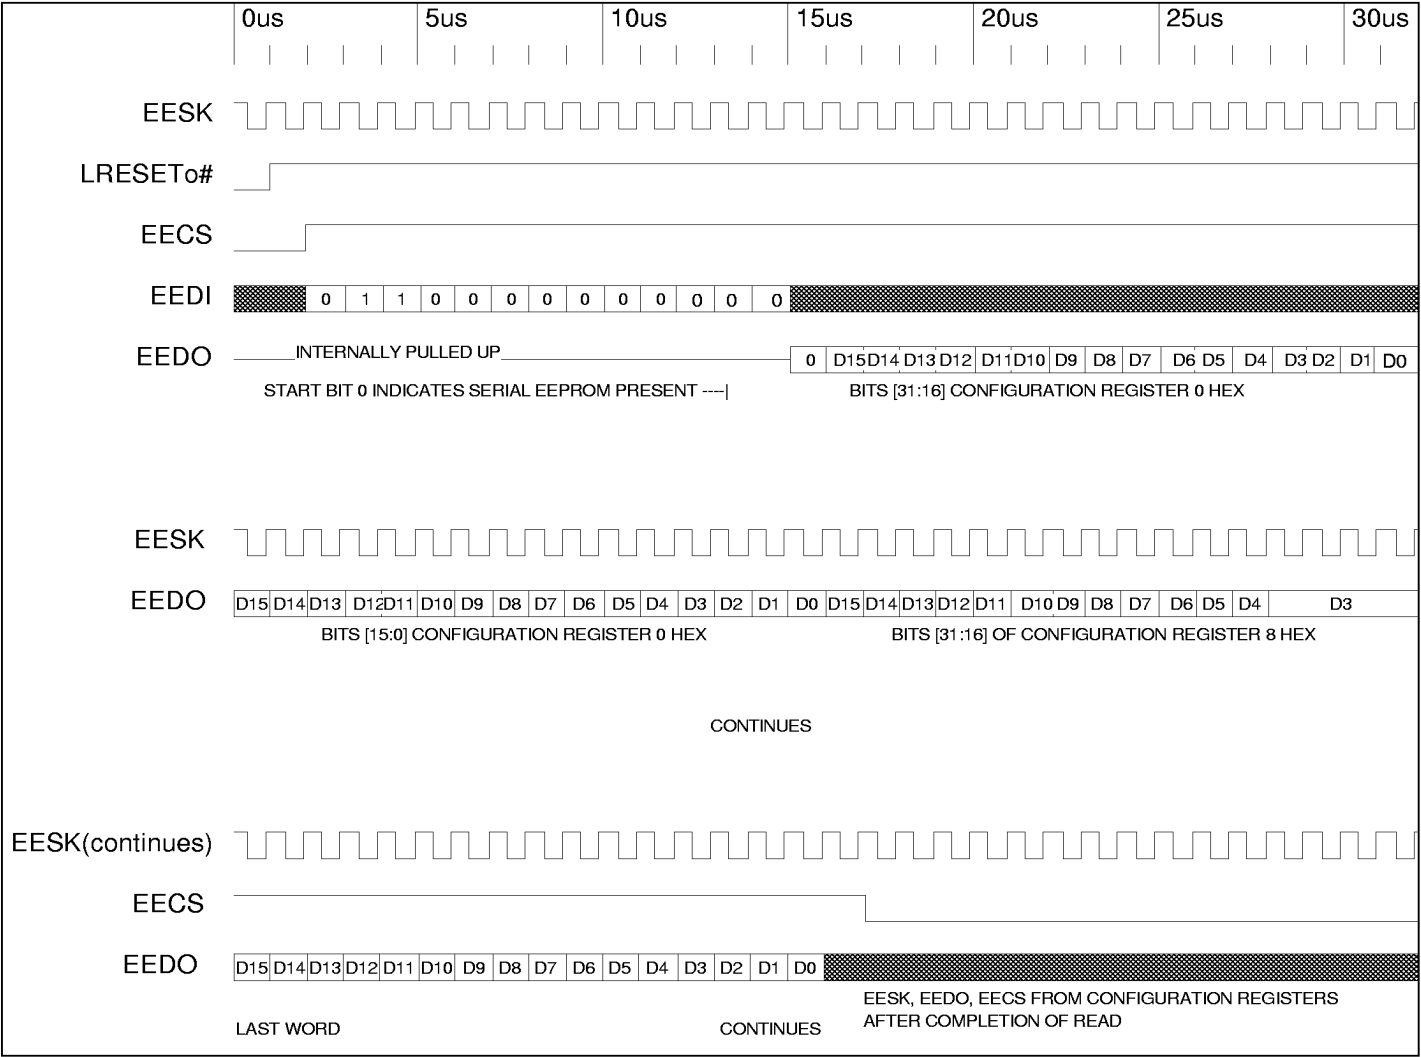 0us 5us 10us 15us 20us 25us 30us
EESK
LRESETo#
EECS
EEDI 0 1 1 0 0 0 0 0 0 0 0 0 0
EEDO INTERNALLY PULLED UP 0 D15 D14 D13 D12 D11 D10 D9 D8 D7 D6 D5 D4 D3 D2 D1 D0
START BIT 0 INDICATES SERIAL EEPROM PRESENT ----| BITS [31:16] CONFIGURATION REGISTER 0 HEX
EESK
EEDO D15 D14 D13 D12 D11 D10 D9 D8 D7 D6 D5 D4 D3 D2 D1 D0 D15 D14 D13 D12 D11 D10 D9 D8 D7 D6 D5 D4 D3
BITS [15:0] CONFIGURATION REGISTER 0 HEX BITS [31:16] OF CONFIGURATION REGISTER 8 HEX
CONTINUES
EESK(continues)
EECS
EEDO D15 D14 D13 D12 D11 D10 D9 D8 D7 D6 D5 D4 D3 D2 D1 D0
EESK, EEDO, EECS FROM CONFIGURATION REGISTERS
AFTER COMPLETION OF READ
LAST WORD CONTINUES